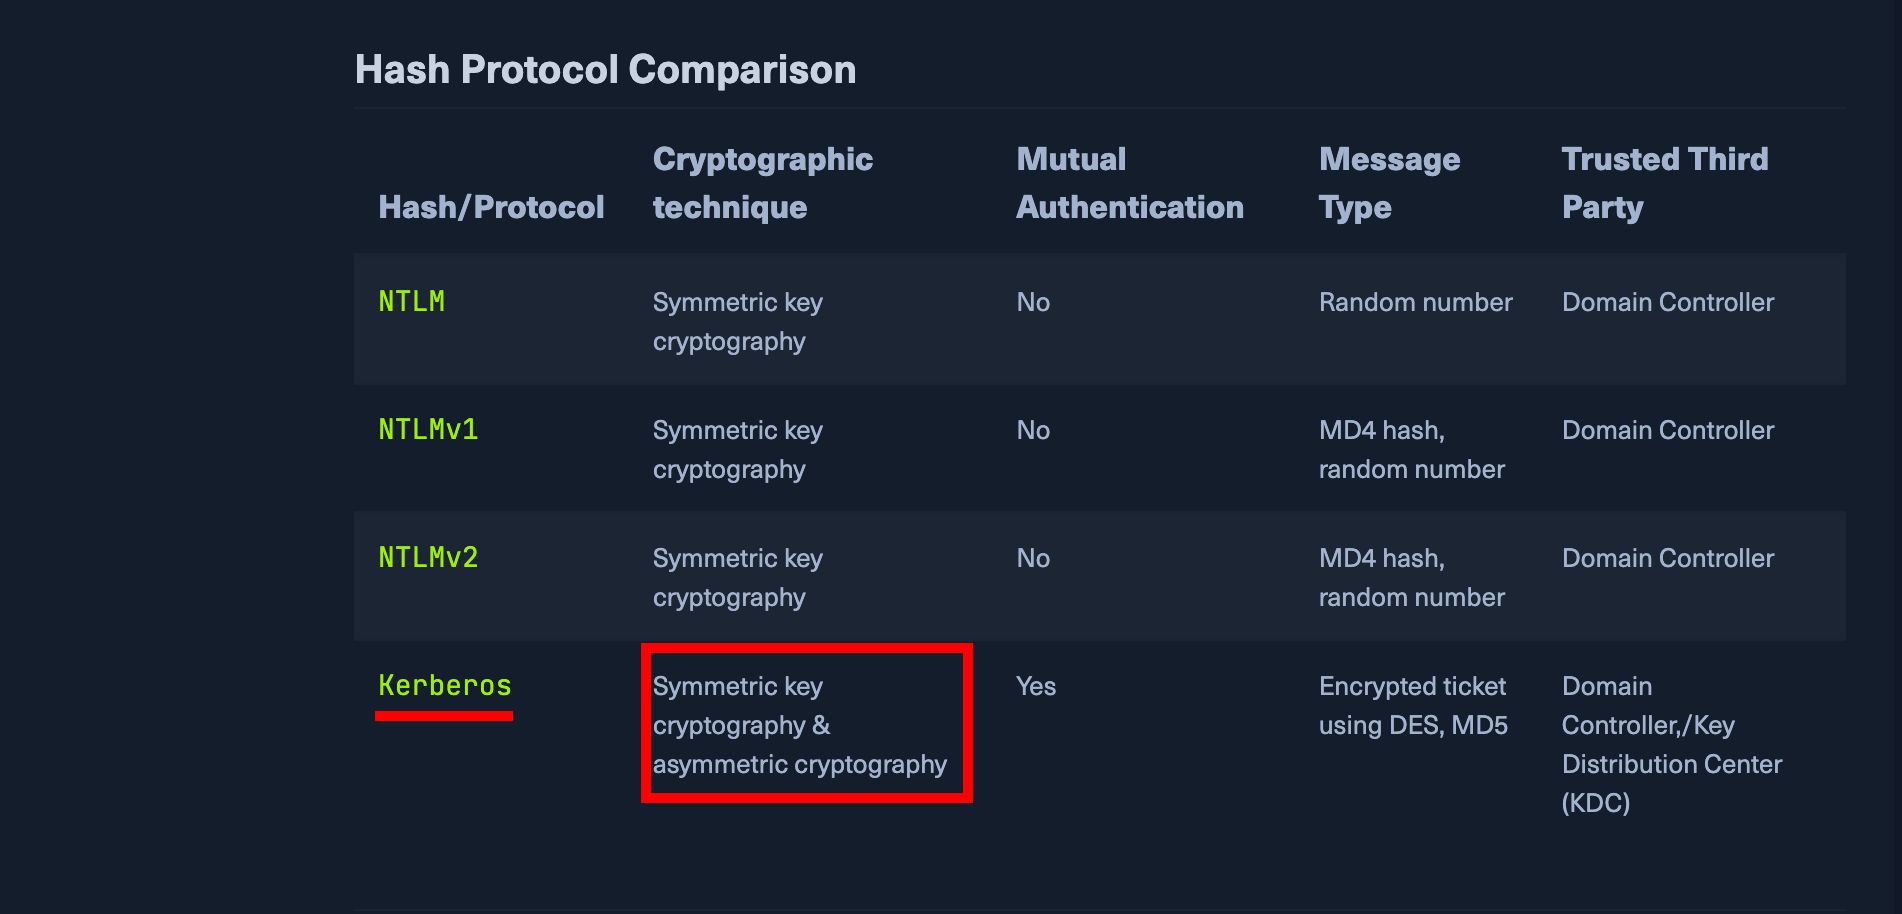 Hash Protocol Comparison
Hash/Protocol
Cryptographic
technique
Mutual
Authentication
Message
Type
Trusted Third
Party
NTLM
Symmetric key
cryptography
No
Random number
Domain Controller
NTLMv1
Symmetric key
cryptography
No
MD4 hash,
random number
Domain Controller
NTLMv2
Symmetric key
cryptography
No
MD4 hash,
random number
Domain Controller
Kerberos
Symmetric key
cryptography &
asymmetric cryptography
Yes
Encrypted ticket
using DES, MD5
Domain
Controller,/Key
Distribution Center
(KDC)